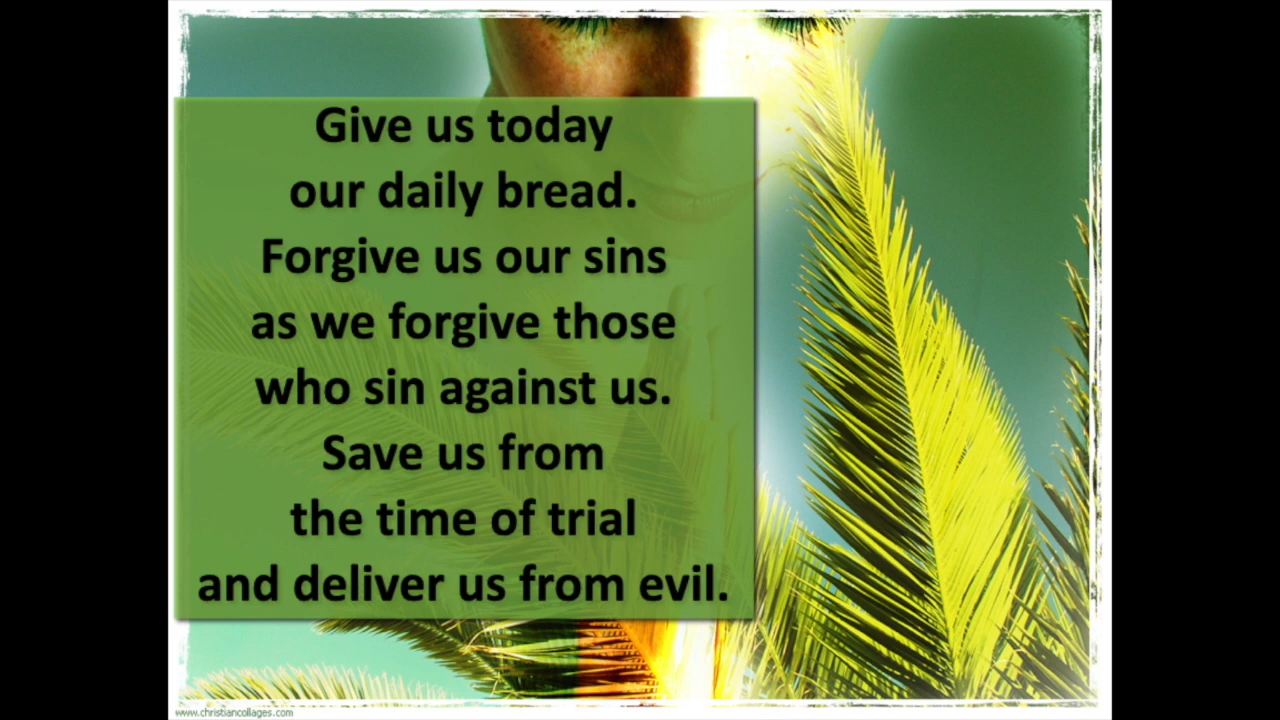 Give us today
our daily bread.
Forgive us our sins
as we forgive those
who sin against us.
Save us from
the time of trial
and deliver us from evil.
www.christiancollages.com